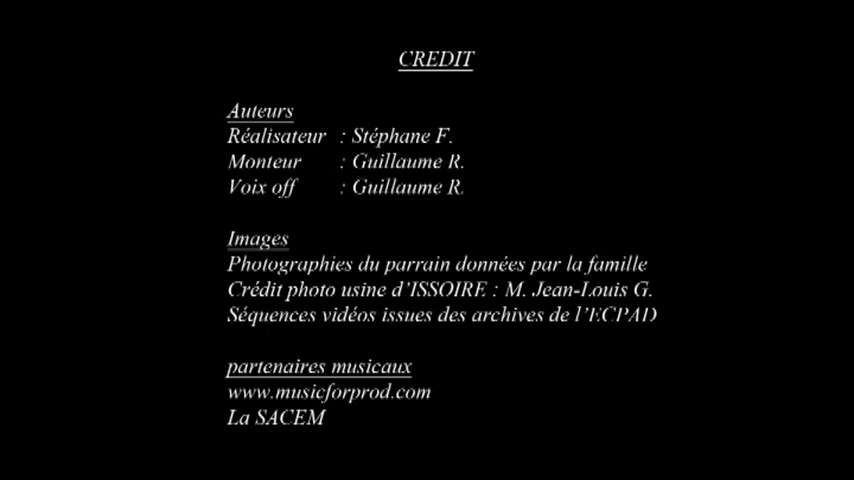 CREDIT
Auteurs
Réalisateur : Stéphane F.
Monteur : Guillaume R.
Voix off : Guillaume R.
Images
Photographies du parrain données par la famille
Crédit photo usine d'ISSOIRE : M. Jean-Louis G.
Séquences vidéos issues des archives de l'ECPAD
partenaires musicaux
www.musicforprod.com
La SACEM